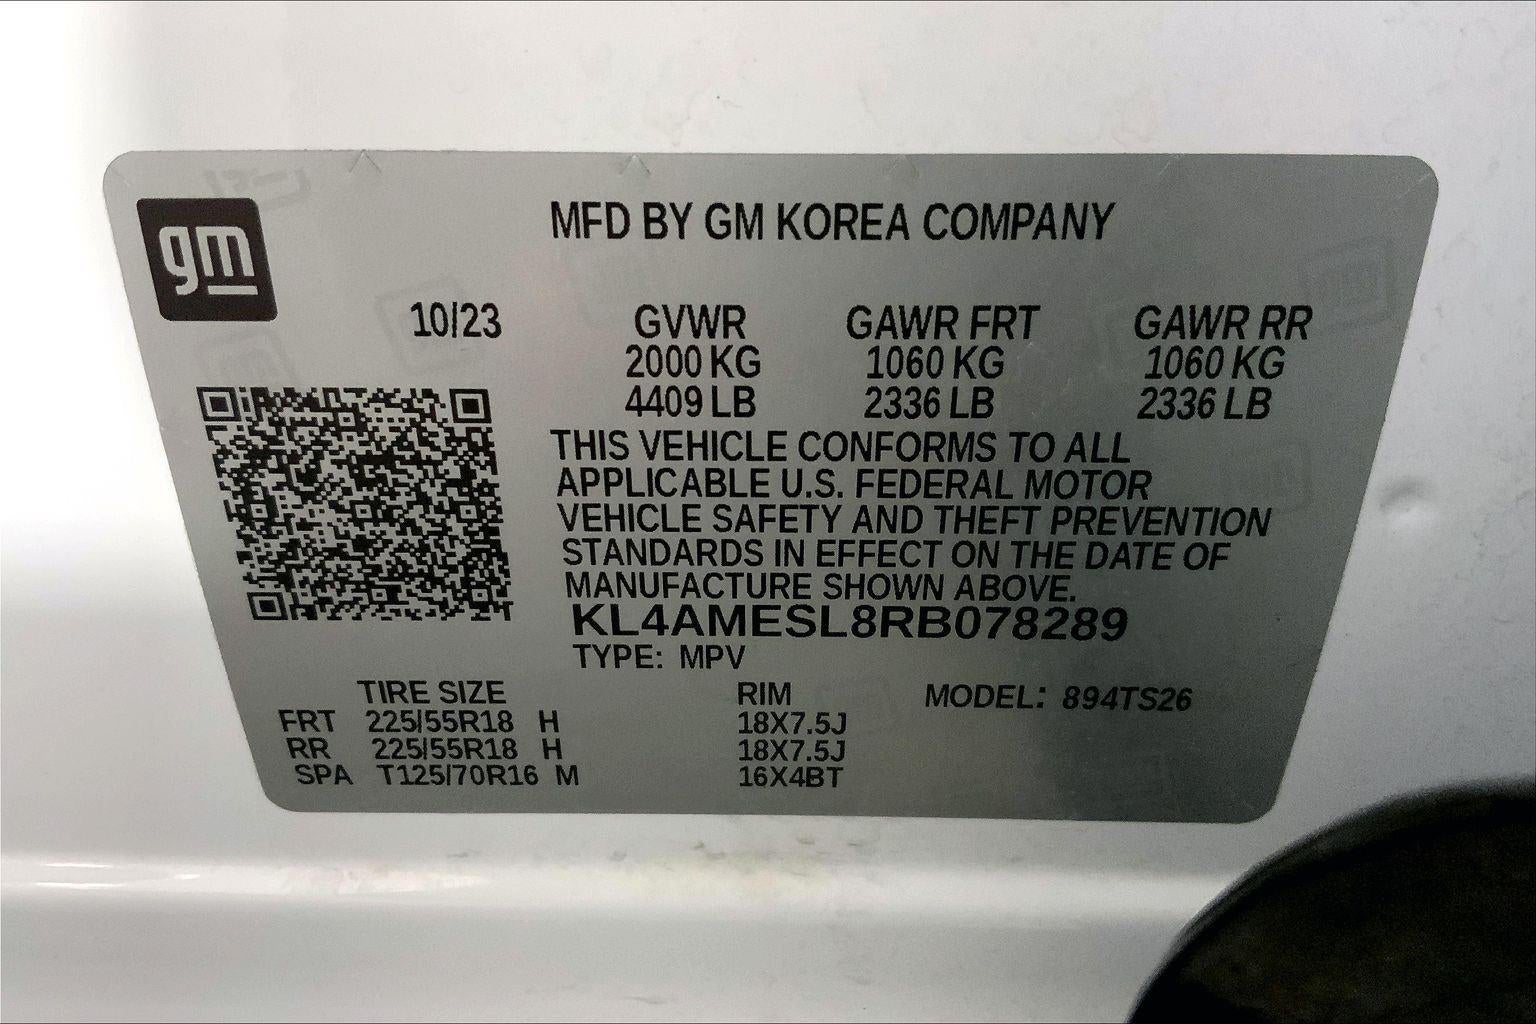 gm
MFD BY GM KOREA COMPANY
10/23 GVWR GAWR FRT GAWR RR
2000 KG 1060 KG 1060 KG
4409 LB 2336 LB 2336 LB
THIS VEHICLE CONFORMS TO ALL
APPLICABLE U.S. FEDERAL MOTOR
VEHICLE SAFETY AND THEFT PREVENTION
STANDARDS IN EFFECT ON THE DATE OF
MANUFACTURE SHOWN ABOVE.
KL4AMESL8RB078289
TYPE: MPV
TIRE SIZE RIM MODEL: 894TS26
FRT 225/55R18 H 18X7.5J
RR 225/55R18 H 18X7.5J
SPA T125/70R16 M 16X4BT